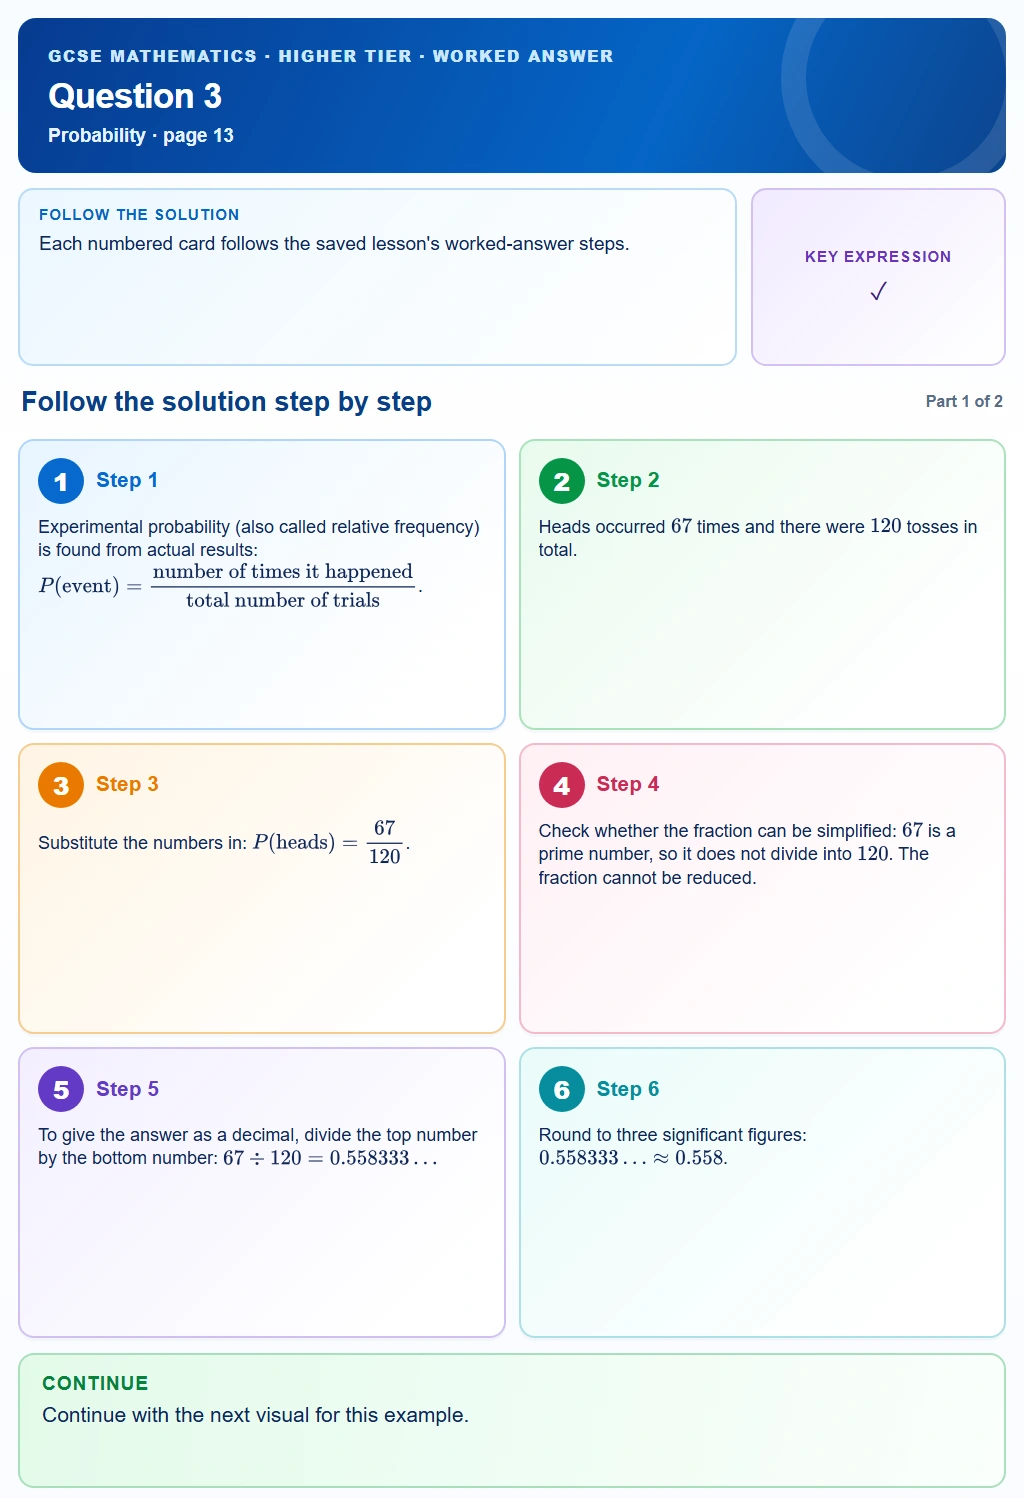 GCSE MATHEMATICS · HIGHER TIER · WORKED ANSWER
Question 3
Probability · page 13
FOLLOW THE SOLUTION
Each numbered card follows the saved lesson's worked-answer steps.
KEY EXPRESSION
✓
Follow the solution step by step
Part 1 of 2
1 Step 1
Experimental probability (also called relative frequency)
is found from actual results:
P(event) = number of times it happened / total number of trials.
2 Step 2
Heads occurred 67 times and there were 120 tosses in
total.
3 Step 3
Substitute the numbers in: P(heads) = 67/120.
4 Step 4
Check whether the fraction can be simplified: 67 is a
prime number, so it does not divide into 120. The
fraction cannot be reduced.
5 Step 5
To give the answer as a decimal, divide the top number
by the bottom number: 67 ÷ 120 = 0.558333...
6 Step 6
Round to three significant figures:
0.558333... ≈ 0.558.
CONTINUE
Continue with the next visual for this example.